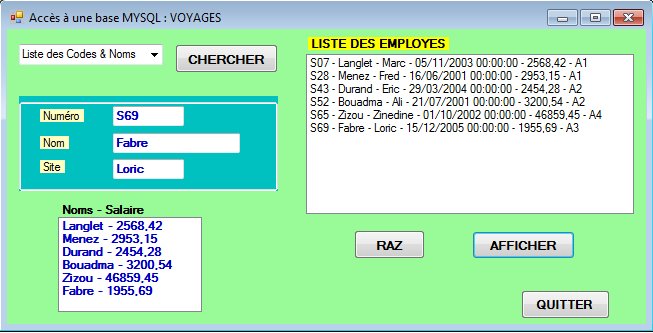 Accès à une base MYSQL : VOYAGES
Liste des Codes & Noms
CHERCHER
Numéro
S69
Nom
Fabre
Site
Loric
Noms - Salaire
Langlet - 2568,42
Menez - 2953,15
Durand - 2454,28
Bouadma - 3200,54
Zizou - 46859,45
Fabre - 1955,69
LISTE DES EMPLOYES
S07 - Langlet - Marc - 05/11/2003 00:00:00 - 2568,42 - A1
S28 - Menez - Fred - 16/06/2001 00:00:00 - 2953,15 - A1
S43 - Durand - Eric - 29/03/2004 00:00:00 - 2454,28 - A2
S52 - Bouadma - Ali - 21/07/2001 00:00:00 - 3200,54 - A2
S65 - Zizou - Zinedine - 01/10/2002 00:00:00 - 46859,45 - A4
S69 - Fabre - Loric - 15/12/2005 00:00:00 - 1955,69 - A3
RAZ
AFFICHER
QUITTER